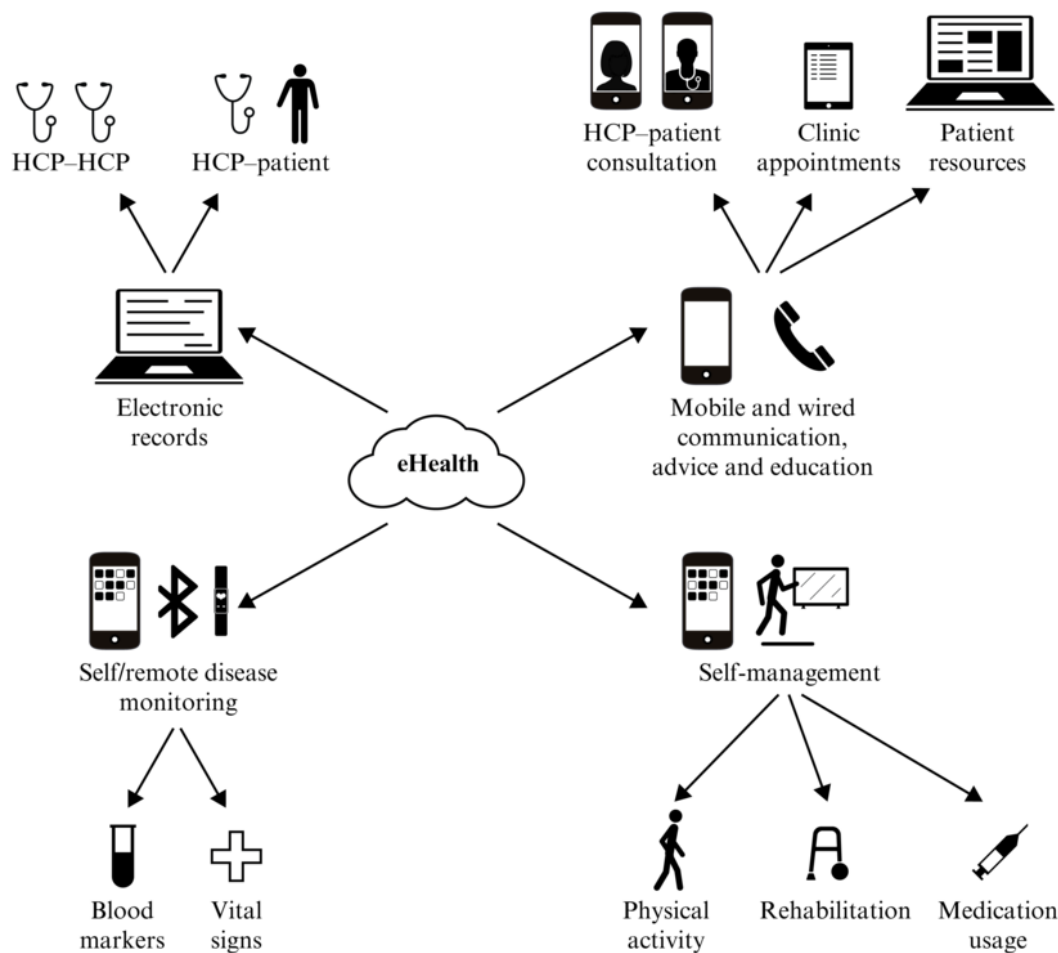 HCP–HCP
HCP–patient
HCP–patient
consultation
Clinic
appointments
Patient
resources
Electronic
records
Mobile and wired
communication,
advice and education
eHealth
Self/remote disease
monitoring
Self-management
Blood
markers
Vital
signs
Physical
activity
Rehabilitation
Medication
usage